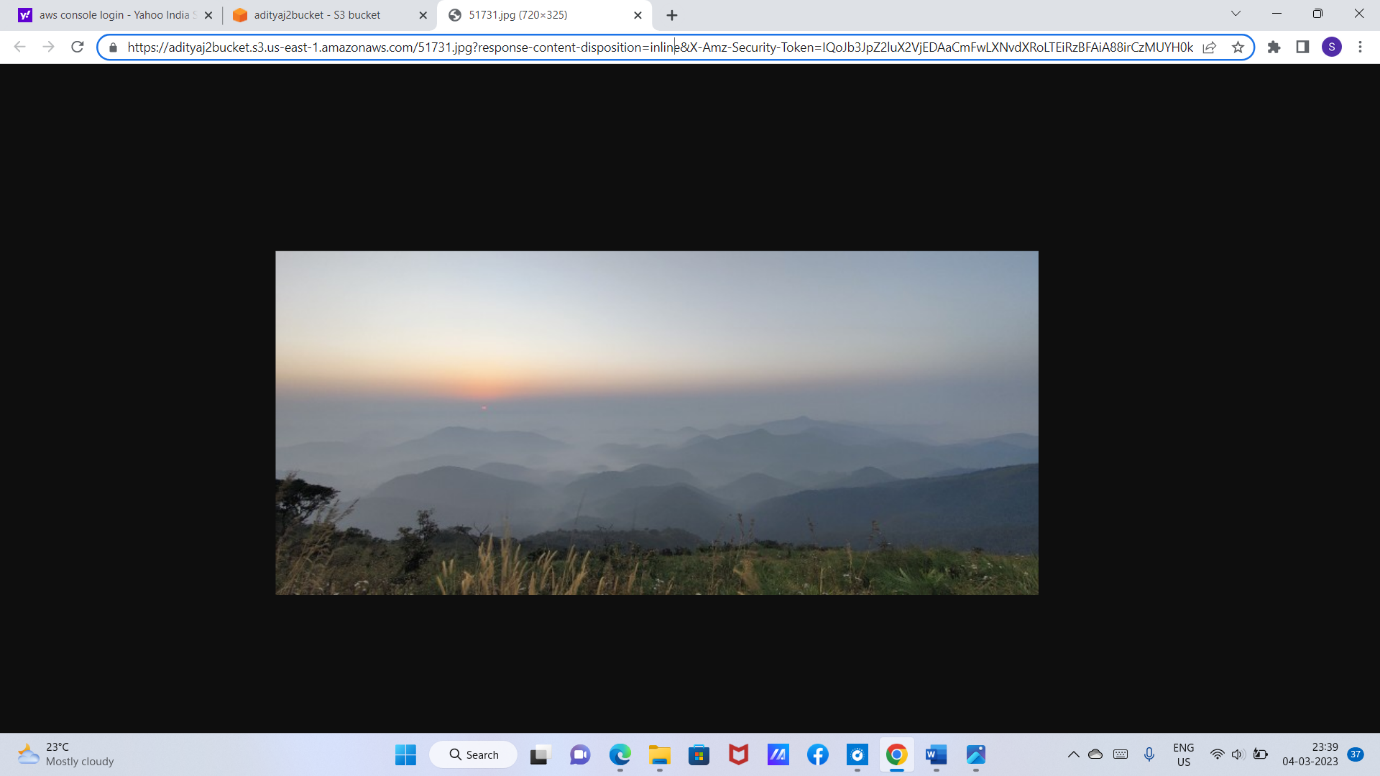 aws console login - Yahoo India S
adityaj2bucket - S3 bucket
51731.jpg (720×325)
https://adityaj2bucket.s3.us-east-1.amazonaws.com/51731.jpg?response-content-disposition=inline&X-Amz-Security-Token=IQoJb3JpZ2luX2VjEDAaCmFwLXNvdXRoLTEiRzBFAiA88irCzMUYH0k
S
23°C
Mostly cloudy
Search
ENG
US
23:39
04-03-2023
37